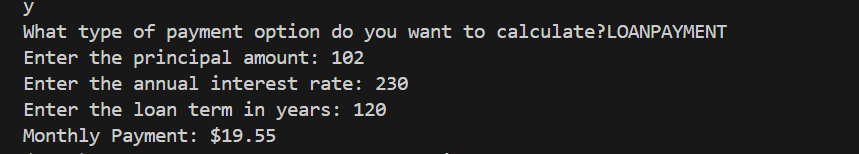 y
What type of payment option do you want to calculate?LOANPAYMENT
Enter the principal amount: 102
Enter the annual interest rate: 230
Enter the loan term in years: 120
Monthly Payment: $19.55